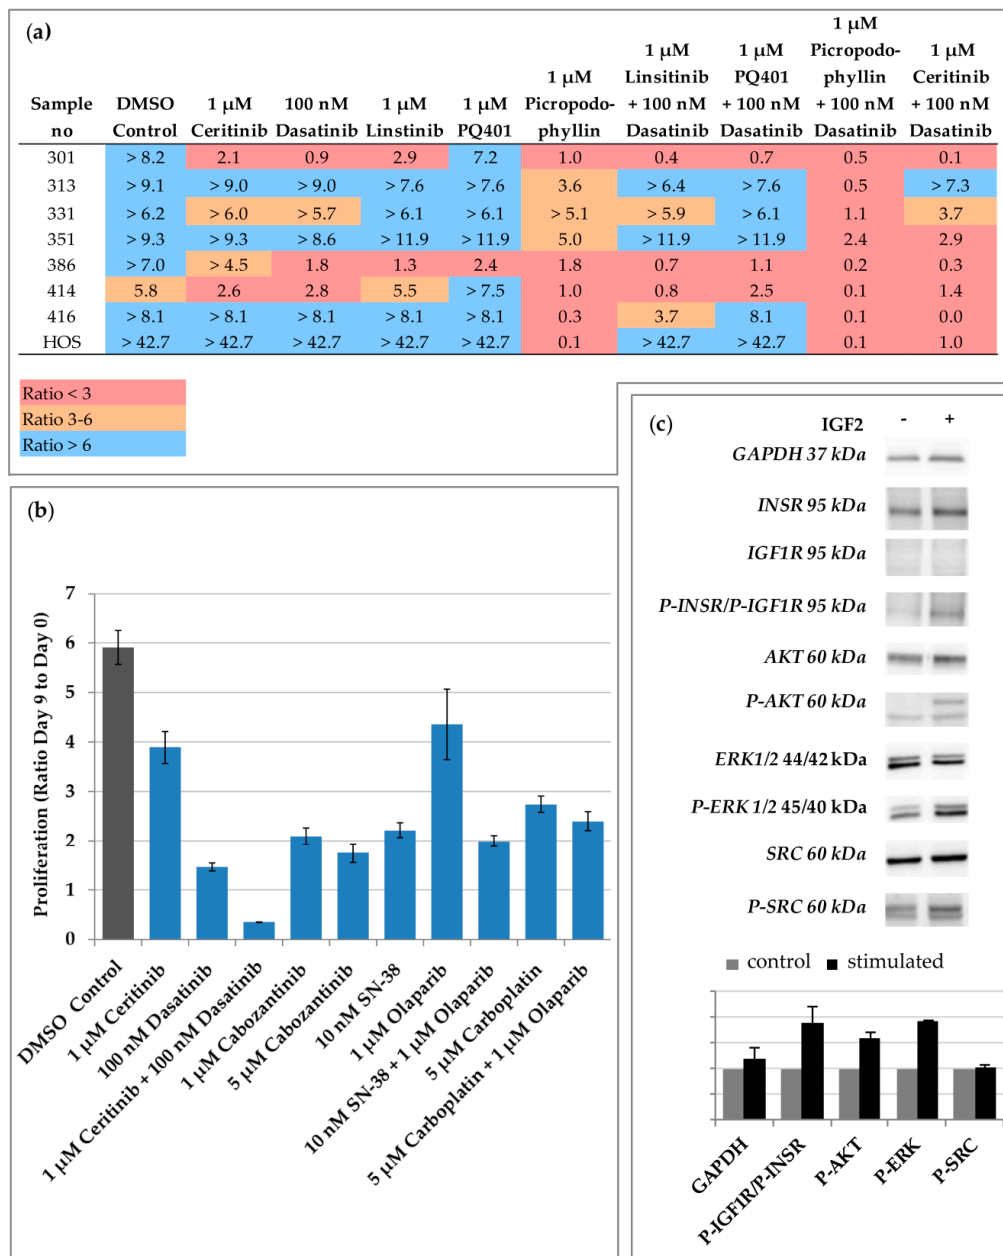 (a)
1 µM
1 µM
1 µM
Picropodo-
1 µM
1 µM
Linsitinib
PQ401
phyllin
Ceritinib
Sample
DMSO
1 µM
100 nM
1 µM
1 µM
Picropodo-
+ 100 nM
+ 100 nM
+ 100 nM
+ 100 nM
no
Control
Ceritinib
Dasatinib
Linstinib
PQ401
phyllin
Dasatinib
Dasatinib
Dasatinib
Dasatinib
301 > 8.2 2.1 0.9 2.9 7.2 1.0 0.4 0.7 0.5 0.1
313 > 9.1 > 9.0 > 9.0 > 7.6 > 7.6 3.6 > 6.4 > 7.6 0.5 > 7.3
331 > 6.2 > 6.0 > 5.7 > 6.1 > 6.1 > 5.1 > 5.9 > 6.1 1.1 3.7
351 > 9.3 > 9.3 > 8.6 > 11.9 > 11.9 5.0 > 11.9 > 11.9 2.4 2.9
386 > 7.0 > 4.5 1.8 1.3 2.4 1.8 0.7 1.1 0.2 0.3
414 5.8 2.6 2.8 5.5 > 7.5 1.0 0.8 2.5 0.1 1.4
416 > 8.1 > 8.1 > 8.1 > 8.1 > 8.1 0.3 3.7 8.1 0.1 0.0
HOS > 42.7 > 42.7 > 42.7 > 42.7 > 42.7 0.1 > 42.7 > 42.7 0.1 1.0
Ratio < 3
Ratio 3-6
Ratio > 6
(b)
Proliferation (Ratio Day 9 to Day 0)
7
6
5
4
3
2
1
0
DMSO Control
1 µM Ceritinib
100 nM Dasatinib
1 µM Ceritinib + 100 nM Dasatinib
1 µM Cabozantinib
5 µM Cabozantinib
10 nM SN-38
1 µM Olaparib
10 nM SN-38 + 1 µM Olaparib
5 µM Carboplatin
5 µM Carboplatin + 1 µM Olaparib
(c)
IGF2 - +
GAPDH 37 kDa
INSR 95 kDa
IGF1R 95 kDa
P-INSR/P-IGF1R 95 kDa
AKT 60 kDa
P-AKT 60 kDa
ERK1/2 44/42 kDa
P-ERK 1/2 45/40 kDa
SRC 60 kDa
P-SRC 60 kDa
control stimulated
GAPDH
P-IGF1R/P-INSR
P-AKT
P-ERK
P-SRC